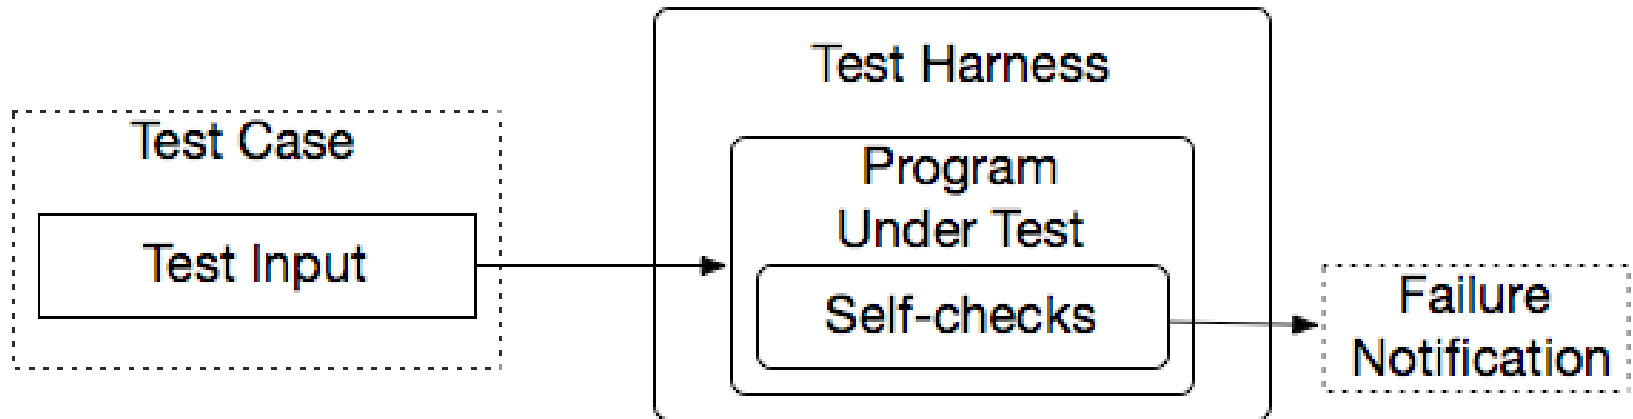 Test Harness
Test Case
Program
Under Test
Test Input
Self-checks
Failure
Notification